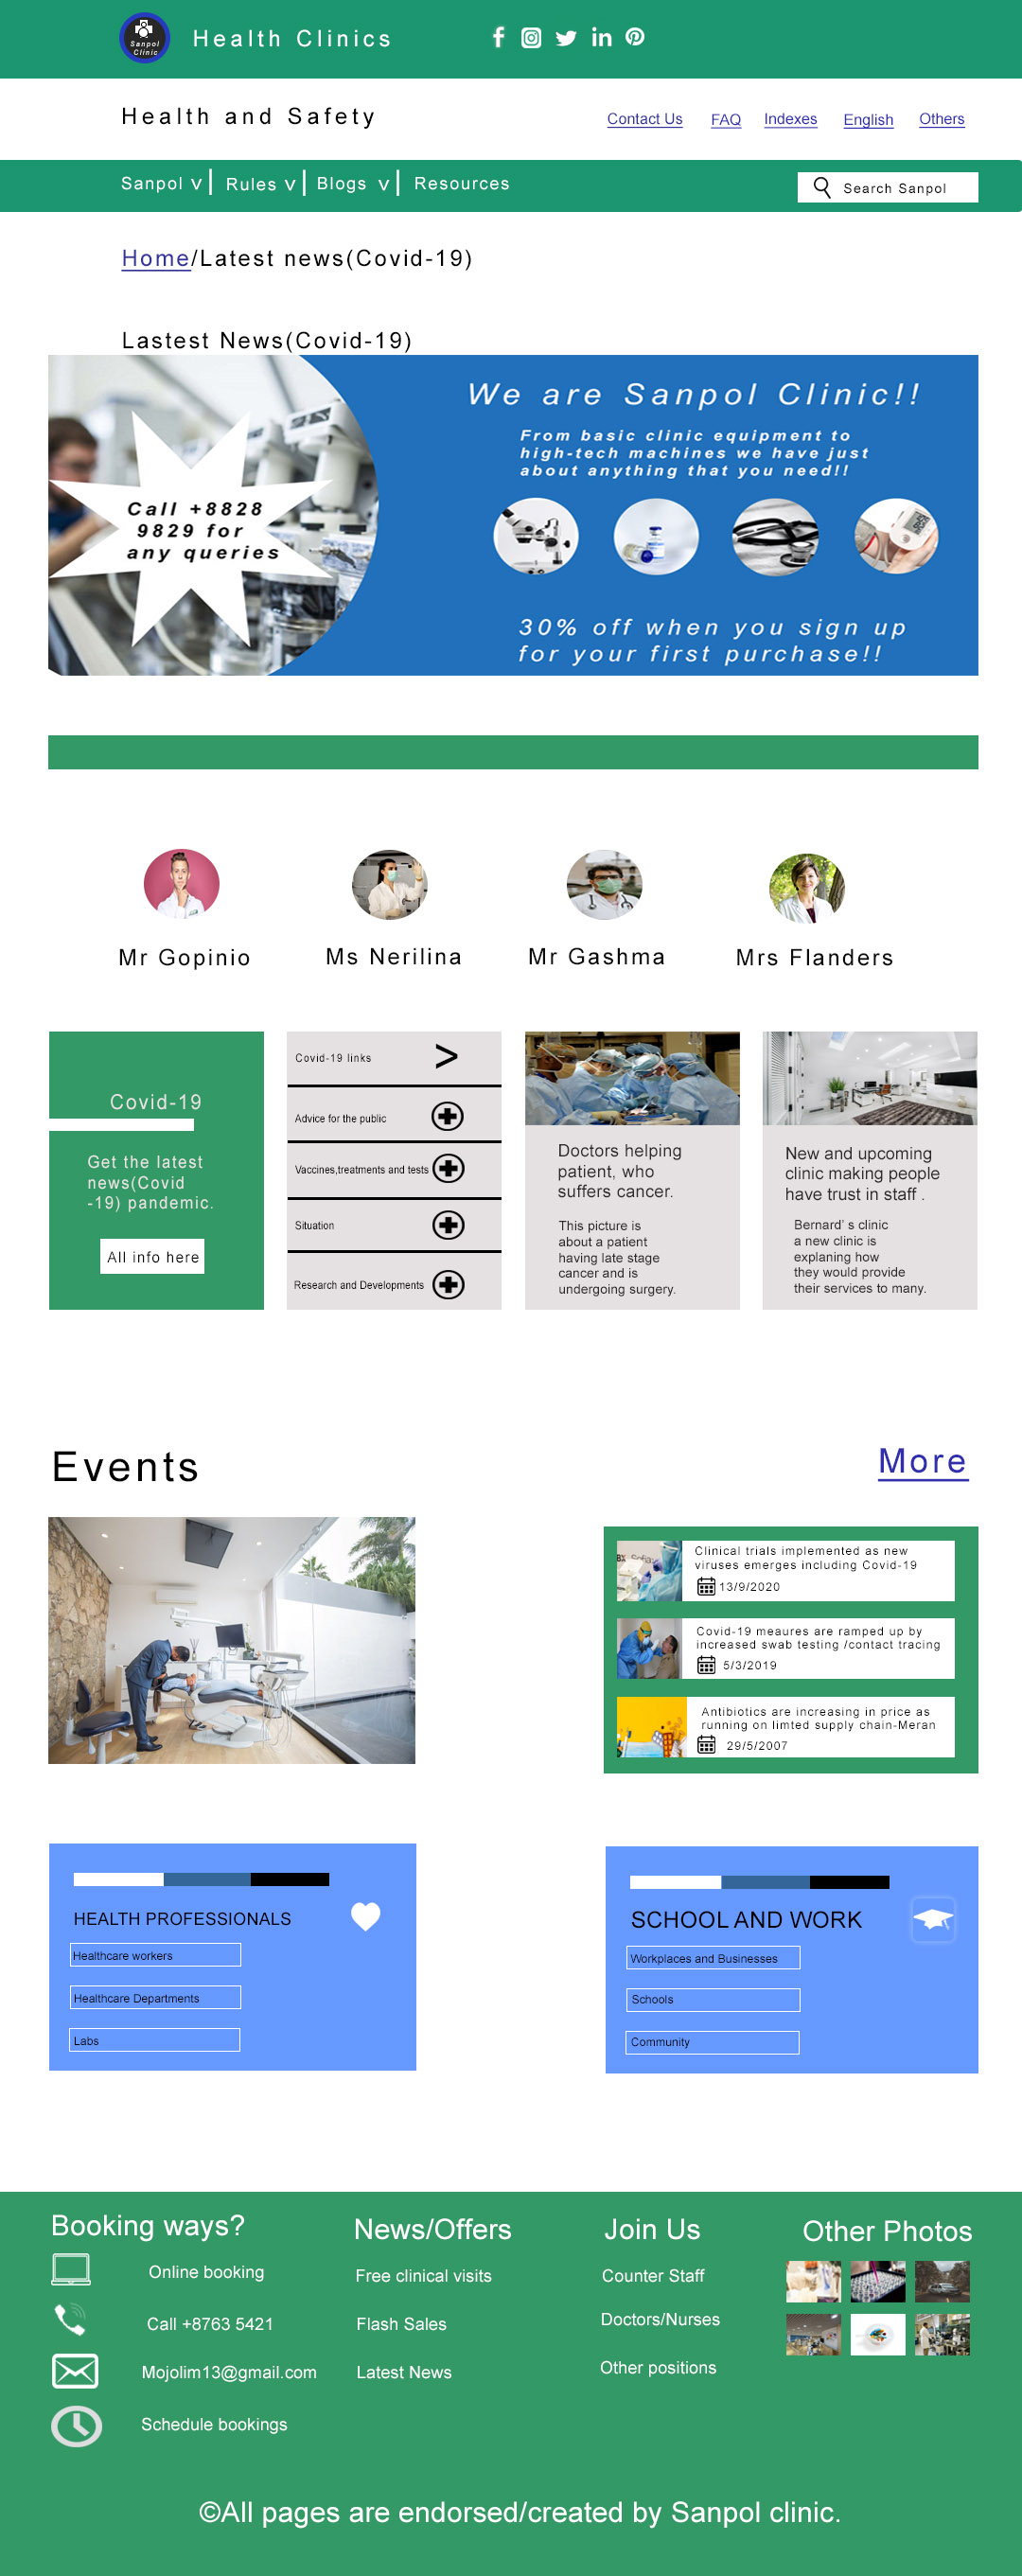 Sanpol
Clinic
Health Clinics
Health and Safety
Contact Us
FAQ
Indexes
English
Others
Sanpol v
Rules v
Blogs v
Resources
Search Sanpol
Home/Latest news(Covid-19)
Lastest News(Covid-19)
We are Sanpol Clinic!!
From basic clinic equipment to
high-tech machines we have just
about anything that you need!!
Call +8828
9829 for
any queries
30% off when you sign up
for your first purchase!!
Mr Gopinio
Ms Nerilina
Mr Gashma
Mrs Flanders
Covid-19
Get the latest
news(Covid
-19) pandemic.
All info here
Covid-19 links >
Advice for the public
Vaccines,treatments and tests
Situation
Research and Developments
Doctors helping
patient, who
suffers cancer.
This picture is
about a patient
having late stage
cancer and is
undergoing surgery.
New and upcoming
clinic making people
have trust in staff .
Bernard' s clinic
a new clinic is
explaning how
they would provide
their services to many.
Events
More
Clinical trials implemented as new
viruses emerges including Covid-19
13/9/2020
Covid-19 meaures are ramped up by
increased swab testing /contact tracing
5/3/2019
Antibiotics are increasing in price as
running on limted supply chain-Meran
29/5/2007
HEALTH PROFESSIONALS
Healthcare workers
Healthcare Departments
Labs
SCHOOL AND WORK
Workplaces and Businesses
Schools
Community
Booking ways?
Online booking
Call +8763 5421
Mojolim13@gmail.com
Schedule bookings
News/Offers
Free clinical visits
Flash Sales
Latest News
Join Us
Counter Staff
Doctors/Nurses
Other positions
Other Photos
©All pages are endorsed/created by Sanpol clinic.